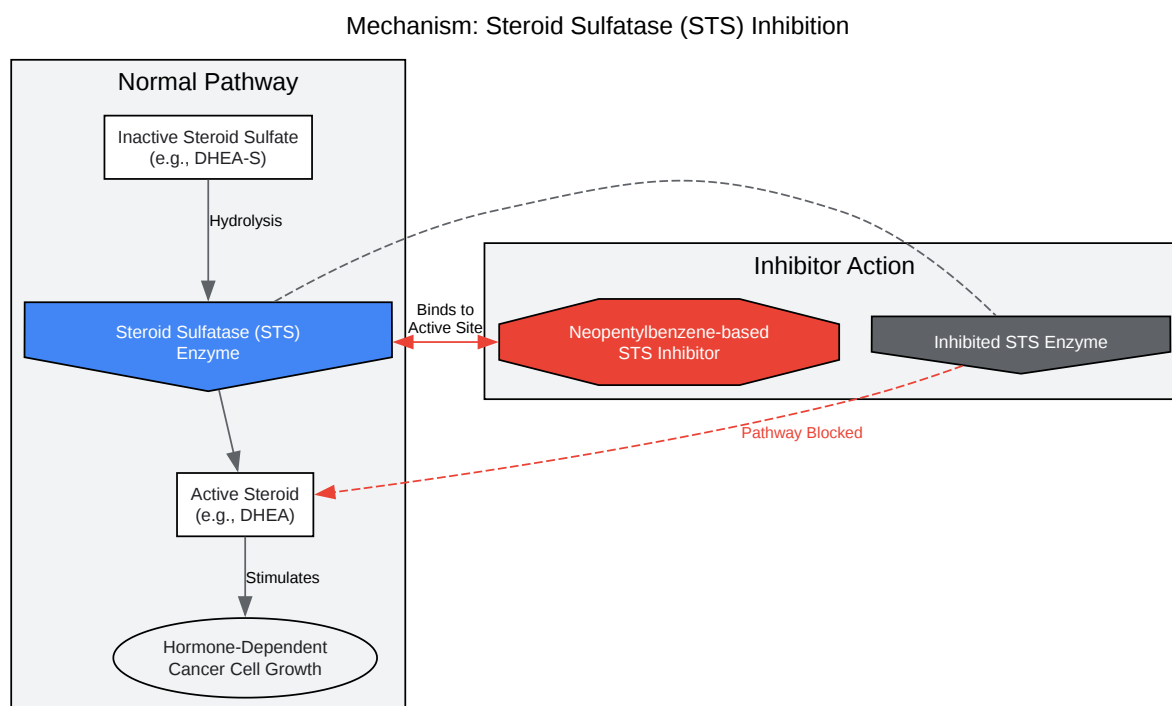 Mechanism: Steroid Sulfatase (STS) Inhibition
Normal Pathway
Inactive Steroid Sulfate
(e.g., DHEA-S)
Hydrolysis
Steroid Sulfatase (STS)
Enzyme
Binds to
Active Site
Inhibitor Action
Neopentylbenzene-based
STS Inhibitor
Inhibited STS Enzyme
Pathway Blocked
Active Steroid
(e.g., DHEA)
Stimulates
Hormone-Dependent
Cancer Cell Growth